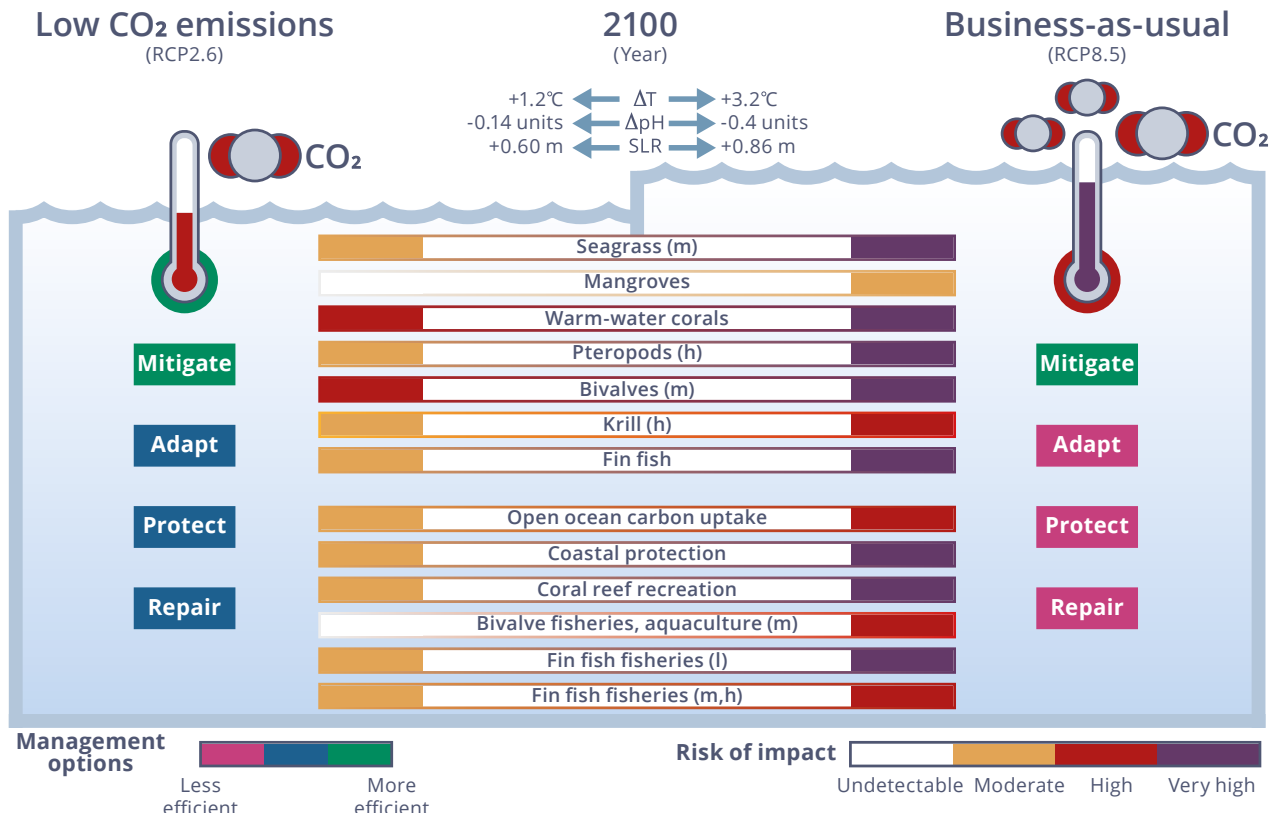 Low CO₂ emissions
(RCP2.6)
2100
(Year)
Business-as-usual
(RCP8.5)
+1.2℃ ΔT +3.2℃
-0.14 units ΔpH -0.4 units
+0.60 m SLR +0.86 m
CO₂
CO₂
Seagrass (m)
Mangroves
Warm-water corals
Pteropods (h)
Bivalves (m)
Krill (h)
Fin fish
Open ocean carbon uptake
Coastal protection
Coral reef recreation
Bivalve fisheries, aquaculture (m)
Fin fish fisheries (l)
Fin fish fisheries (m,h)
Mitigate
Adapt
Protect
Repair
Mitigate
Adapt
Protect
Repair
Management
options
Less
efficient
More
efficient
Risk of impact
Undetectable Moderate High Very high